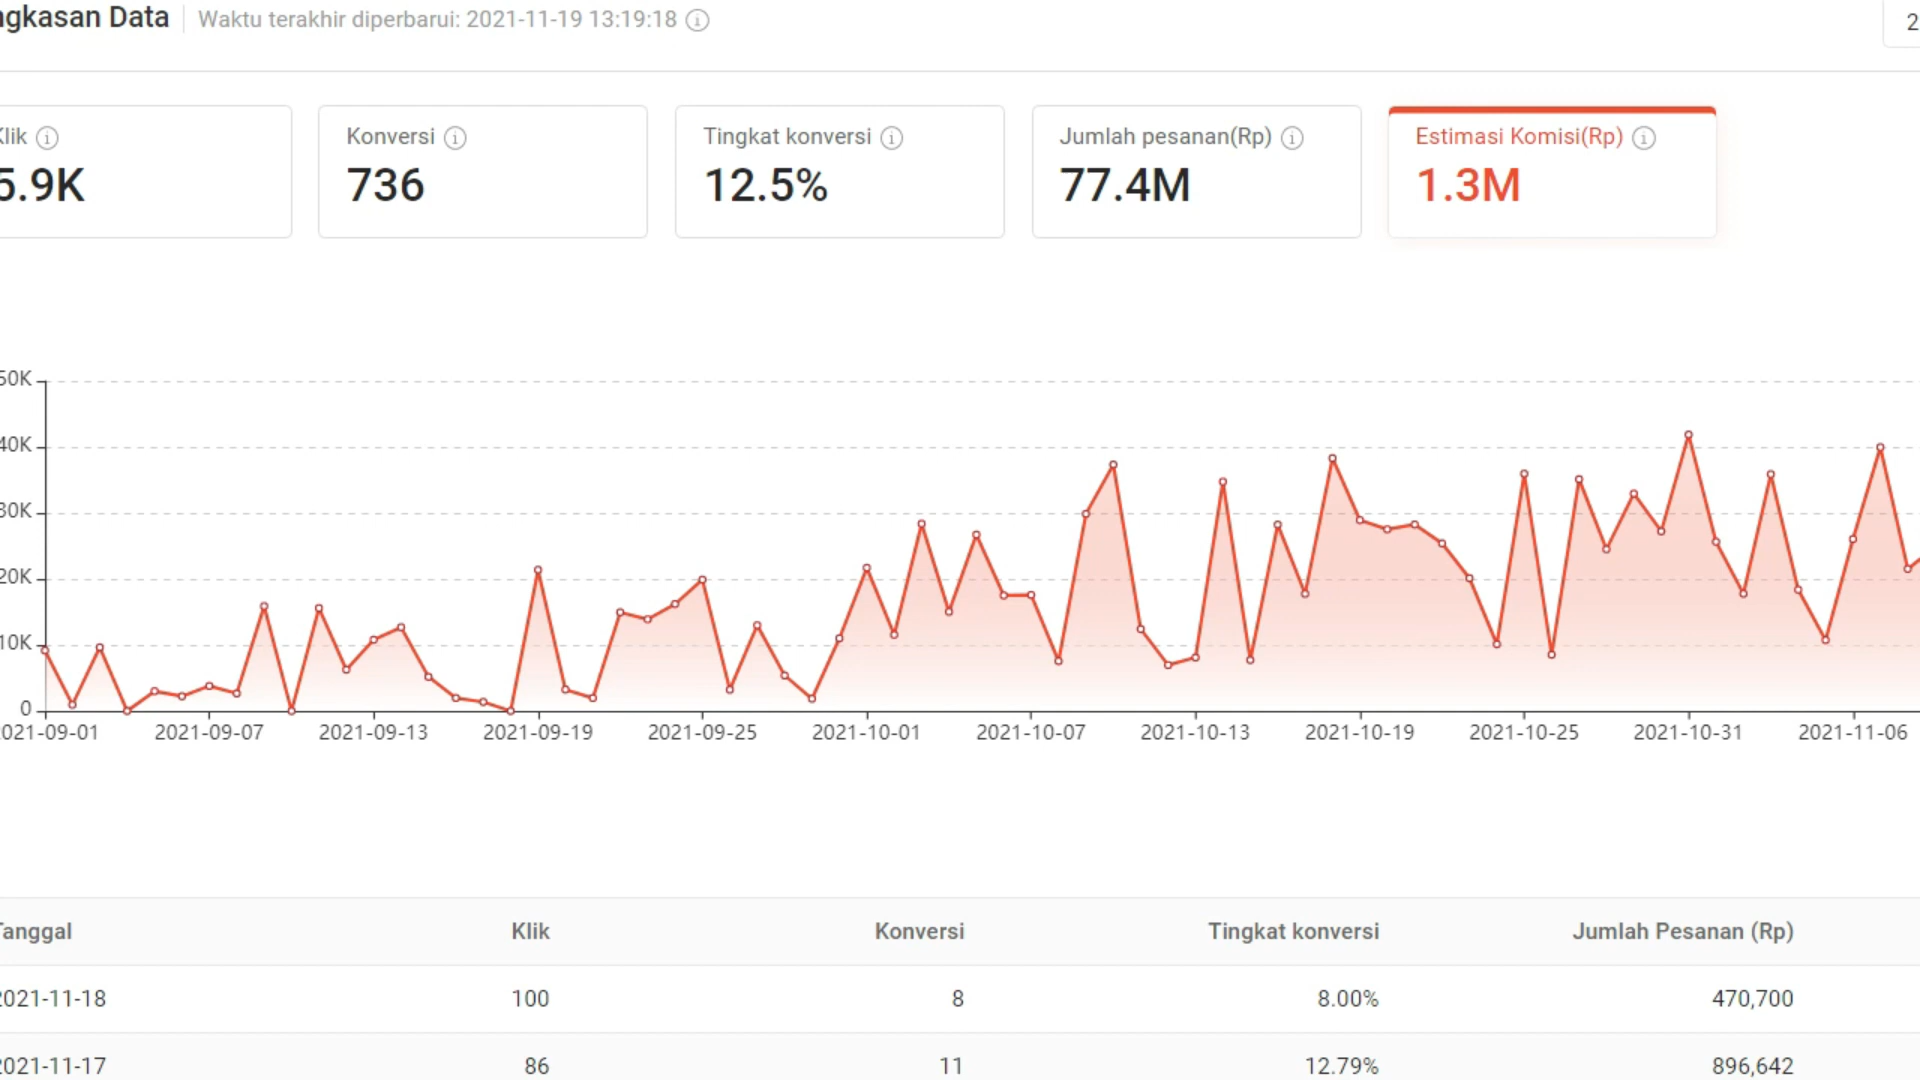 ngkasan Data Waktu terakhir diperbarui: 2021-11-19 13:19:18 2
Klik Konversi Tingkat konversi Jumlah pesanan(Rp) Estimasi Komisi(Rp)
5.9K 736 12.5% 77.4M 1.3M
50K
40K
30K
20K
10K
0
2021-09-01 2021-09-07 2021-09-13 2021-09-19 2021-09-25 2021-10-01 2021-10-07 2021-10-13 2021-10-19 2021-10-25 2021-10-31 2021-11-06
Tanggal Klik Konversi Tingkat konversi Jumlah Pesanan (Rp)
2021-11-18 100 8 8.00% 470,700
2021-11-17 86 11 12.79% 896,642